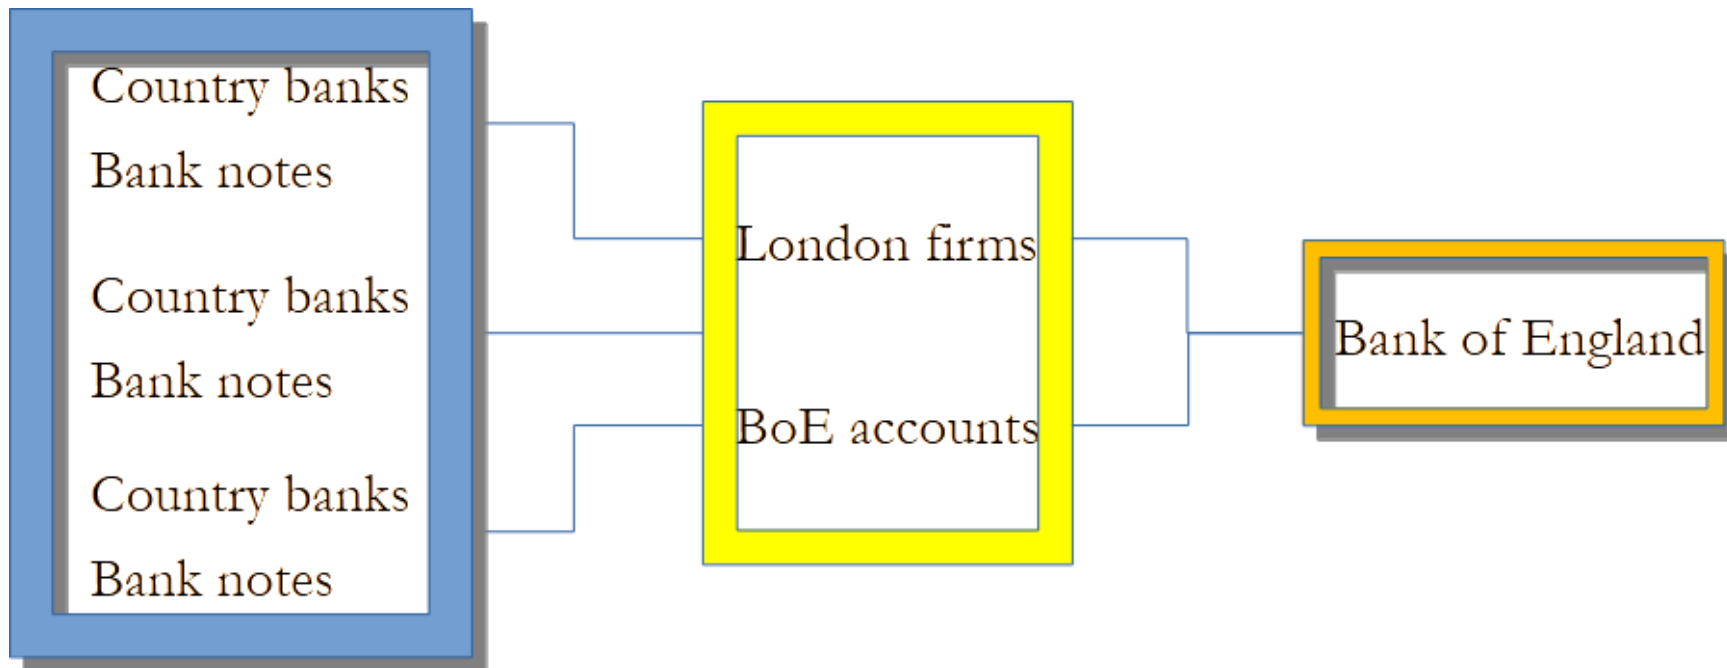 Country banks
Bank notes
Country banks
Bank notes
Country banks
Bank notes
London firms
BoE accounts
Bank of England